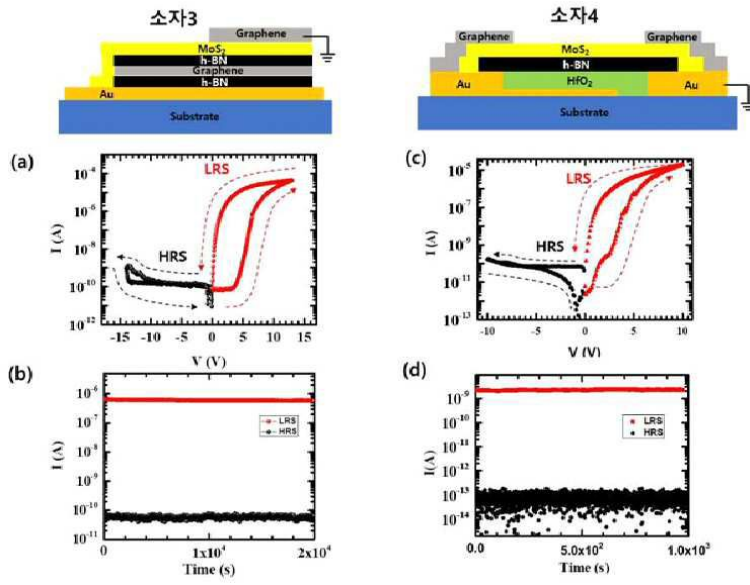 소자3
Graphene
MoS₂
h-BN
Graphene
h-BN
Au
Substrate
소자4
Graphene
Graphene
MoS₂
h-BN
Au
HfO₂
Au
Substrate
(a)
I (A)
10⁻⁴
10⁻⁶
10⁻⁸
10⁻¹⁰
10⁻¹²
LRS
HRS
-15 -10 -5 0 5 10 15
V (V)
(c)
I (A)
10⁻⁵
10⁻⁷
10⁻⁹
10⁻¹¹
10⁻¹³
LRS
HRS
-10 -5 0 5 10
V (V)
(b)
I (A)
10⁻⁵
10⁻⁶
10⁻⁷
10⁻⁸
10⁻⁹
10⁻¹⁰
10⁻¹¹
LRS
HRS
0 1x10⁴ 2x10⁴
Time (s)
(d)
I(A)
10⁻⁹
10⁻¹⁰
10⁻¹¹
10⁻¹²
10⁻¹³
10⁻¹⁴
LRS
HRS
0.0 5.0x10² 1.0x10³
Time (s)